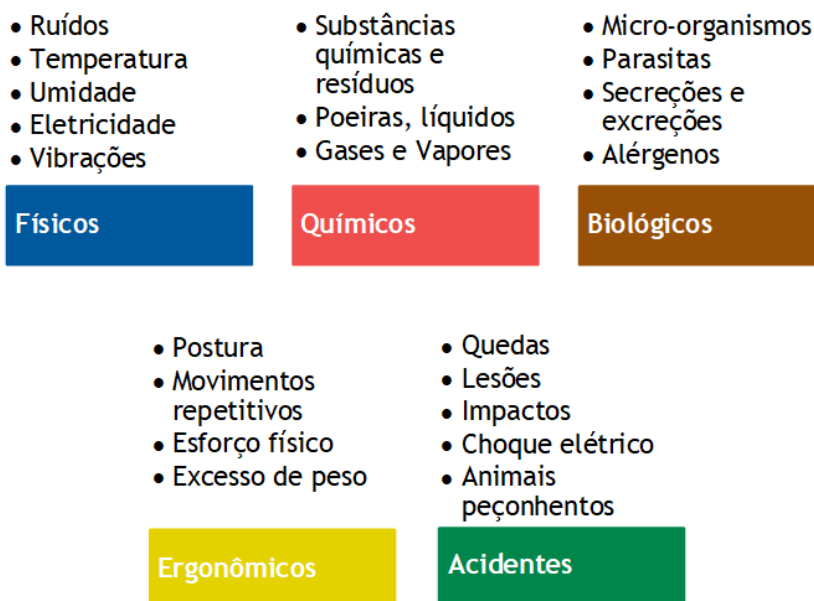 • Ruídos
• Temperatura
• Umidade
• Eletricidade
• Vibrações
Físicos
• Substâncias
químicas e
resíduos
• Poeiras, líquidos
• Gases e Vapores
Químicos
• Micro-organismos
• Parasitas
• Secreções e
excreções
• Alérgenos
Biológicos
• Postura
• Movimentos
repetitivos
• Esforço físico
• Excesso de peso
Ergonômicos
• Quedas
• Lesões
• Impactos
• Choque elétrico
• Animais
peçonhentos
Acidentes